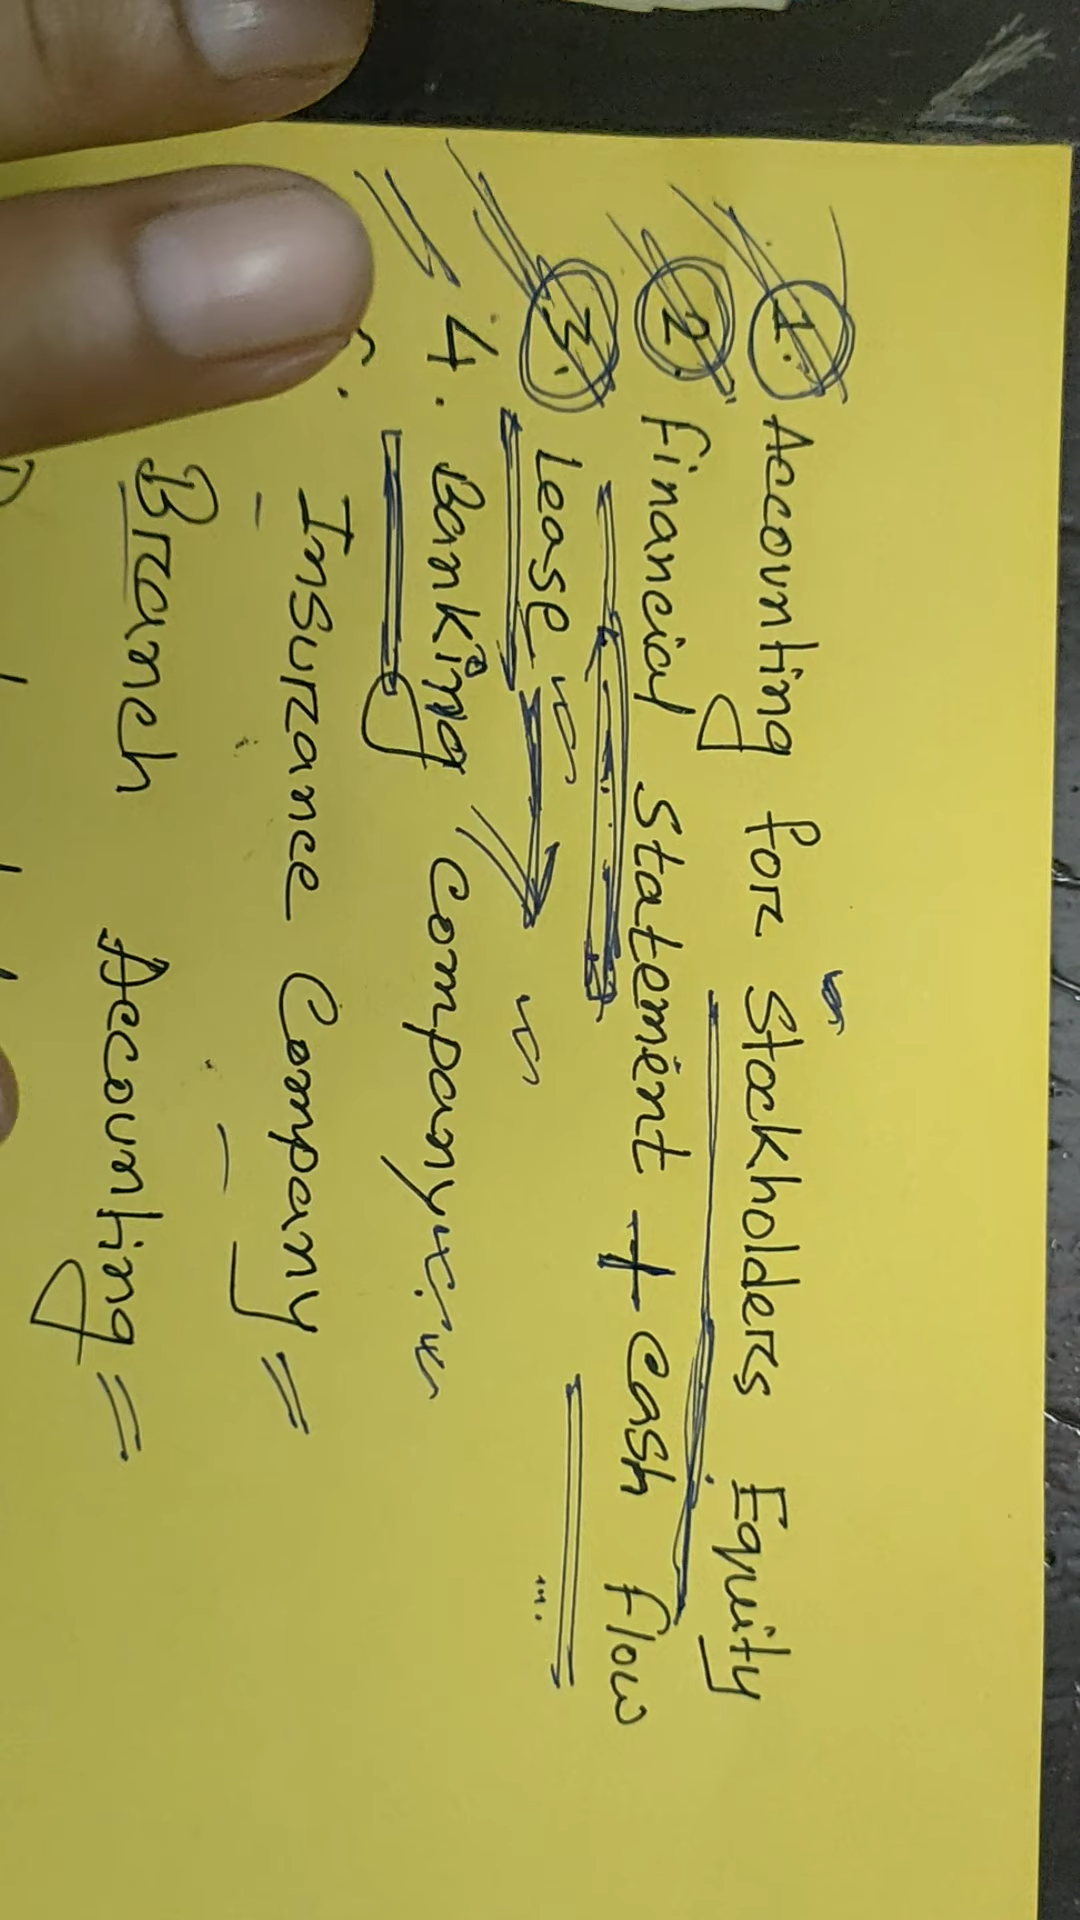 1. Accounting for Stockholders Equity
2. Financial Statement + Cash Flow
3. Lease
4. Banking Company
Insurance Company =
Branch Accounting =